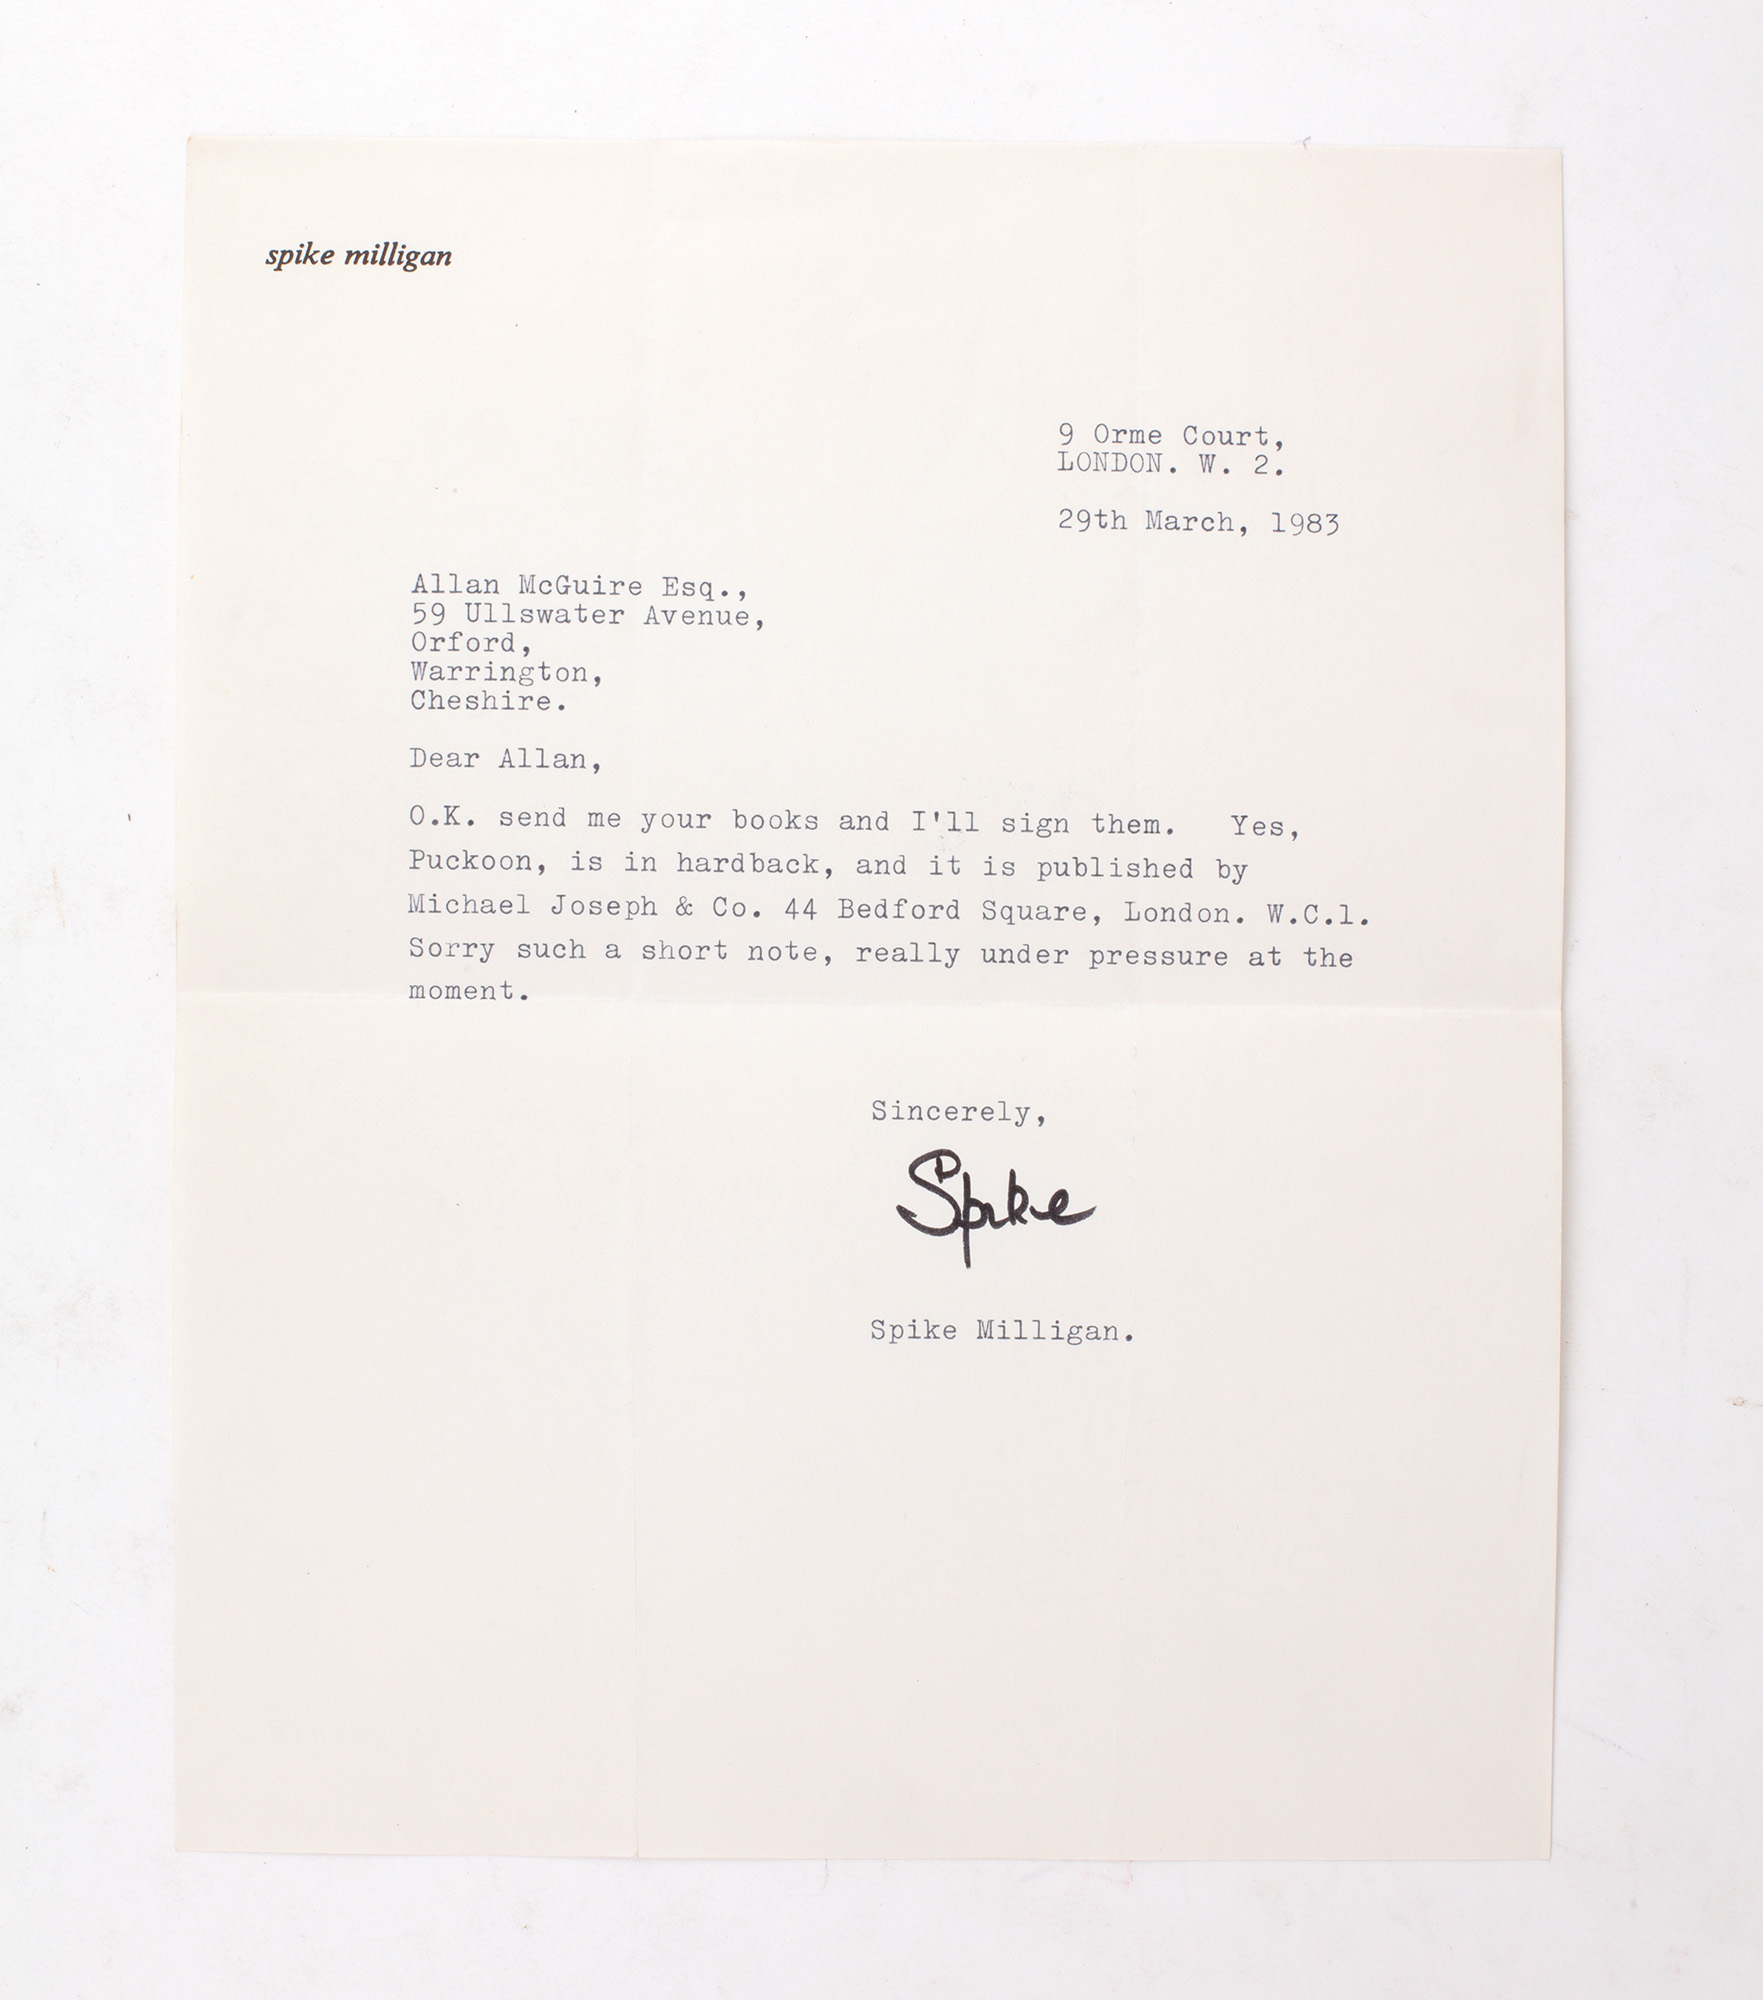 spike milligan
9 Orme Court,
LONDON. W. 2.
29th March, 1983
Allan McGuire Esq.,
59 Ullswater Avenue,
Orford,
Warrington,
Cheshire.
Dear Allan,
O.K. send me your books and I'll sign them. Yes,
Puckoon, is in hardback, and it is published by
Michael Joseph & Co. 44 Bedford Square, London. W.C.1.
Sorry such a short note, really under pressure at the
moment.
Sincerely,
Spike
Spike Milligan.